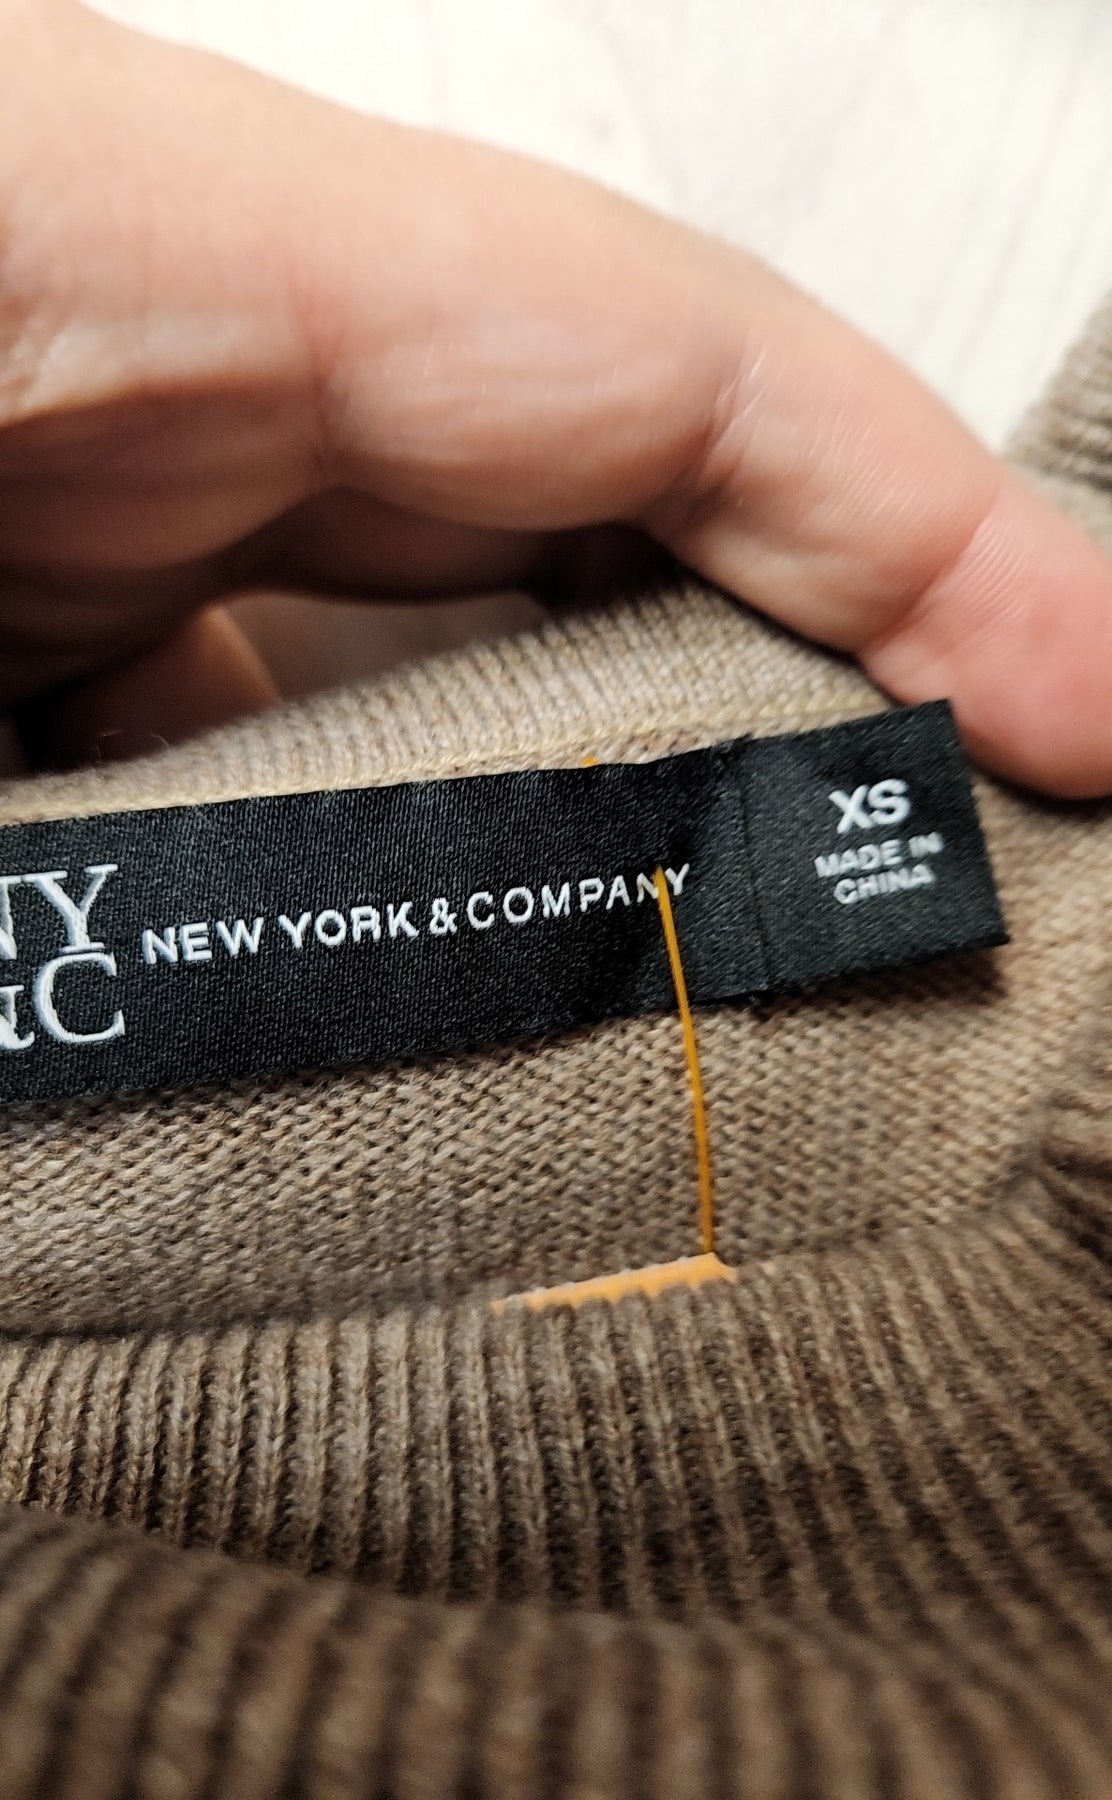 NY
&C
NEW YORK & COMPANY
XS
MADE IN
CHINA